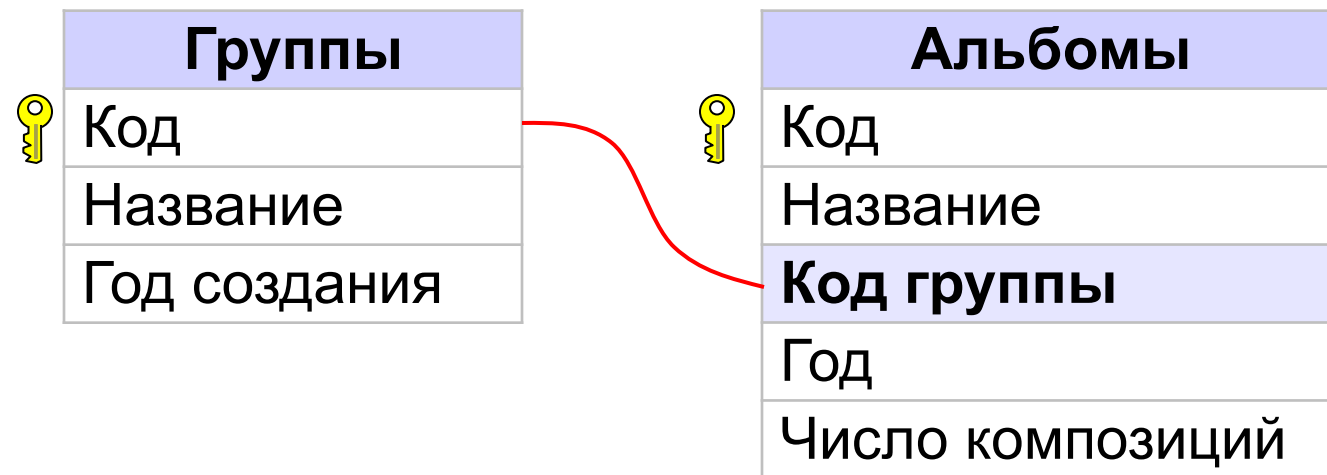 Группы
Код
Название
Год создания
Альбомы
Код
Название
Код группы
Год
Число композиций